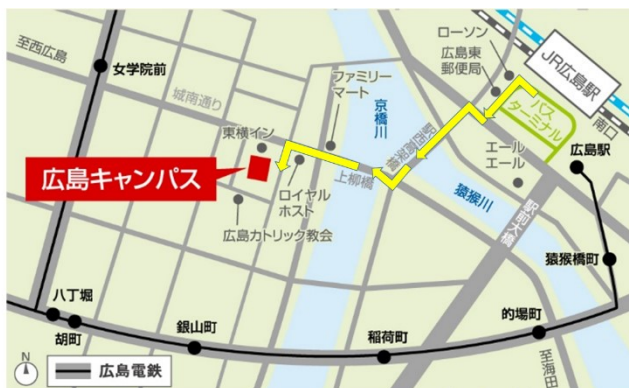 至西広島
女学院前
城南通り
ファミリー
マート
京橋川
ローソン
広島東
郵便局
JR広島駅
バス
ターミナル
南口
広島駅
エール
エール
東横イン
広島キャンパス
ロイヤル
ホスト
上柳橋
猿猴川
駅前大橋
広島カトリック教会
猿猴橋町
八丁堀
胡町
銀山町
稲荷町
的場町
至海田
N
広島電鉄